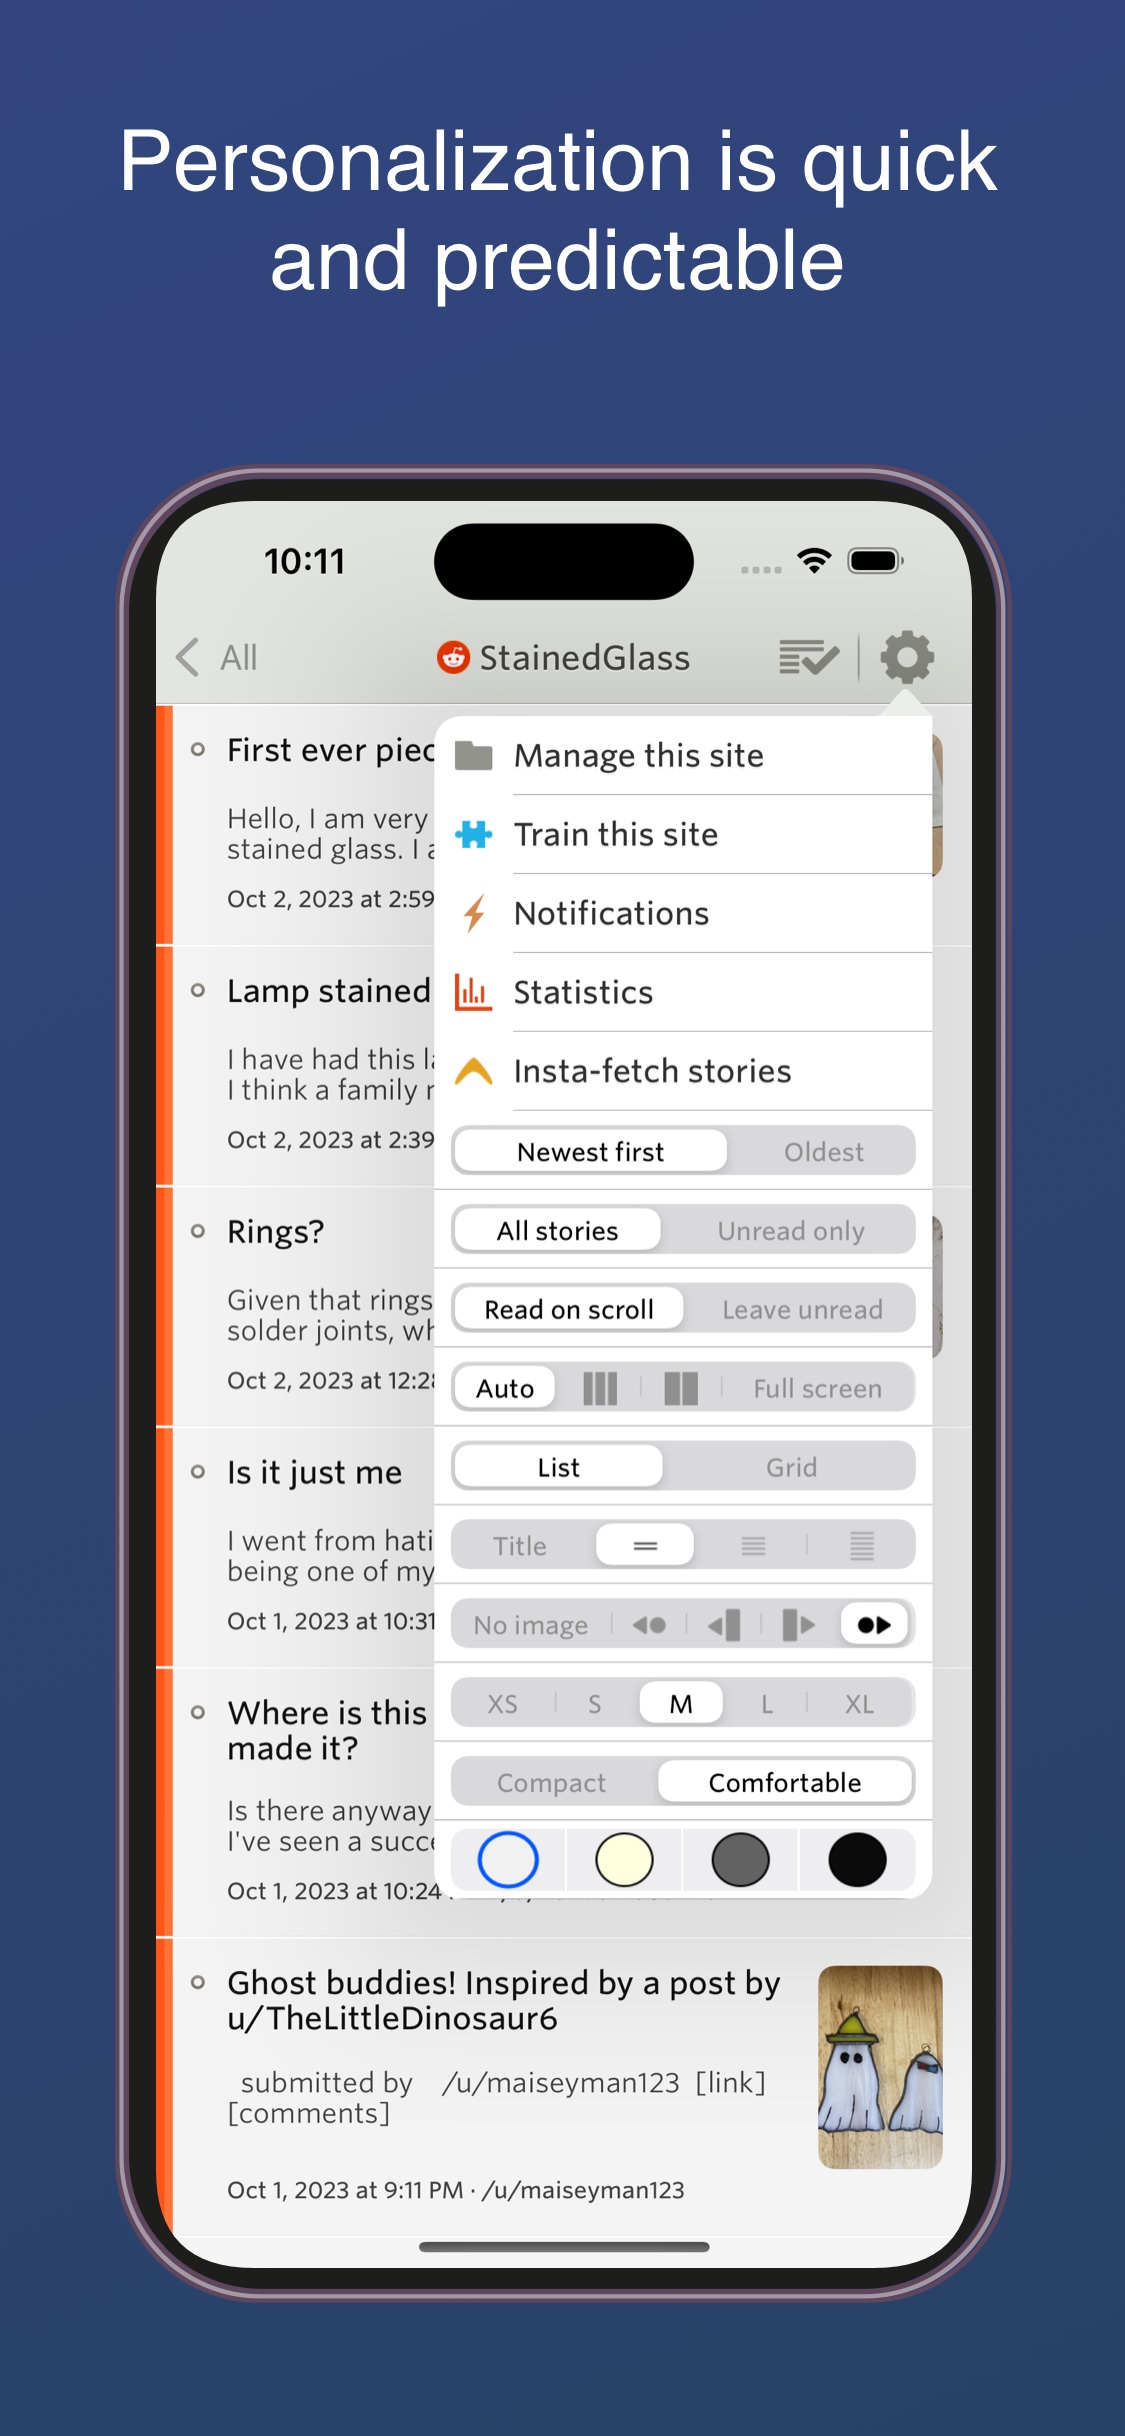 Personalization is quick
and predictable
10:11
All
StainedGlass
First ever piec
Hello, I am very
stained glass. I a
Oct 2, 2023 at 2:59
Lamp stained
I have had this
I think a family
Oct 2, 2023 at 2:39
Rings?
Given that rings
solder joints, wh
Oct 2, 2023 at 12:28
Is it just me
I went from hati
being one of my
Oct 1, 2023 at 10:31
Where is this
made it?
Is there anyway
I've seen a succe
Oct 1, 2023 at 10:24
Manage this site
Train this site
Notifications
Statistics
Insta-fetch stories
Newest first Oldest
All stories Unread only
Read on scroll Leave unread
Auto Full screen
List Grid
Title
No image
XS S M L XL
Compact Comfortable
Ghost buddies! Inspired by a post by
u/TheLittleDinosaur6
submitted by /u/maiseyman123 [link]
[comments]
Oct 1, 2023 at 9:11 PM · /u/maiseyman123